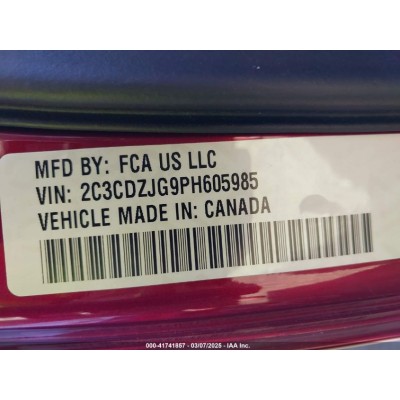 MFD BY: FCA US LLC
VIN: 2C3CDZJG9PH605985
VEHICLE MADE IN: CANADA
000-41741857 - 03/07/2025 - IAA Inc.